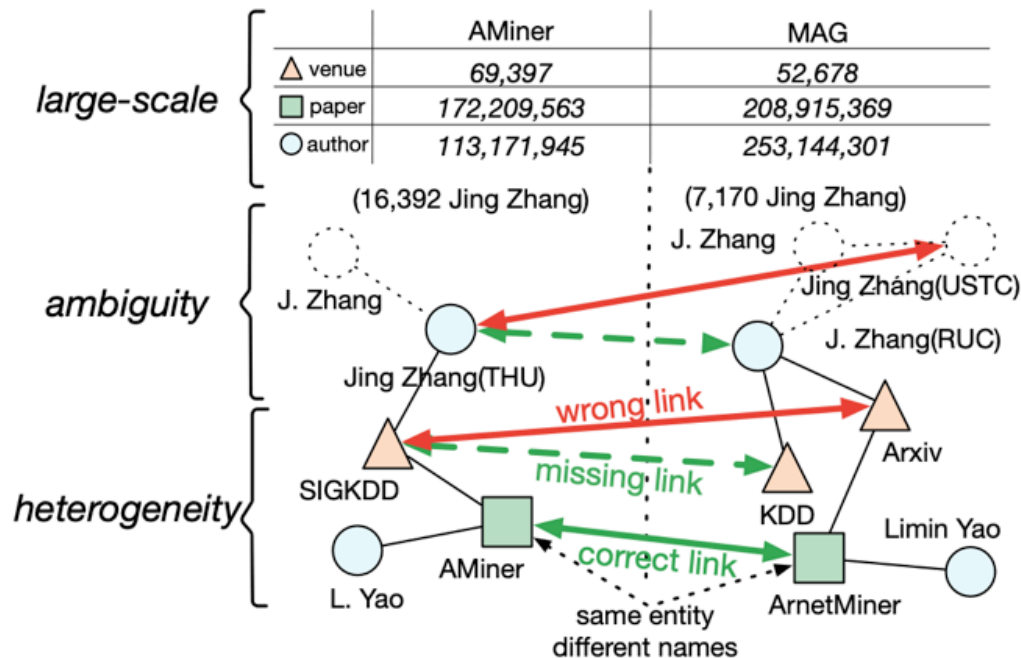 AMiner MAG
large-scale
venue 69,397 52,678
paper 172,209,563 208,915,369
author 113,171,945 253,144,301
(16,392 Jing Zhang) (7,170 Jing Zhang)
J. Zhang
ambiguity
J. Zhang
Jing Zhang(USTC)
J. Zhang(RUC)
Jing Zhang(THU)
wrong link
Arxiv
missing link
SIGKDD
KDD
heterogeneity
Limin Yao
correct link
AMiner
L. Yao
ArnetMiner
same entity
different names